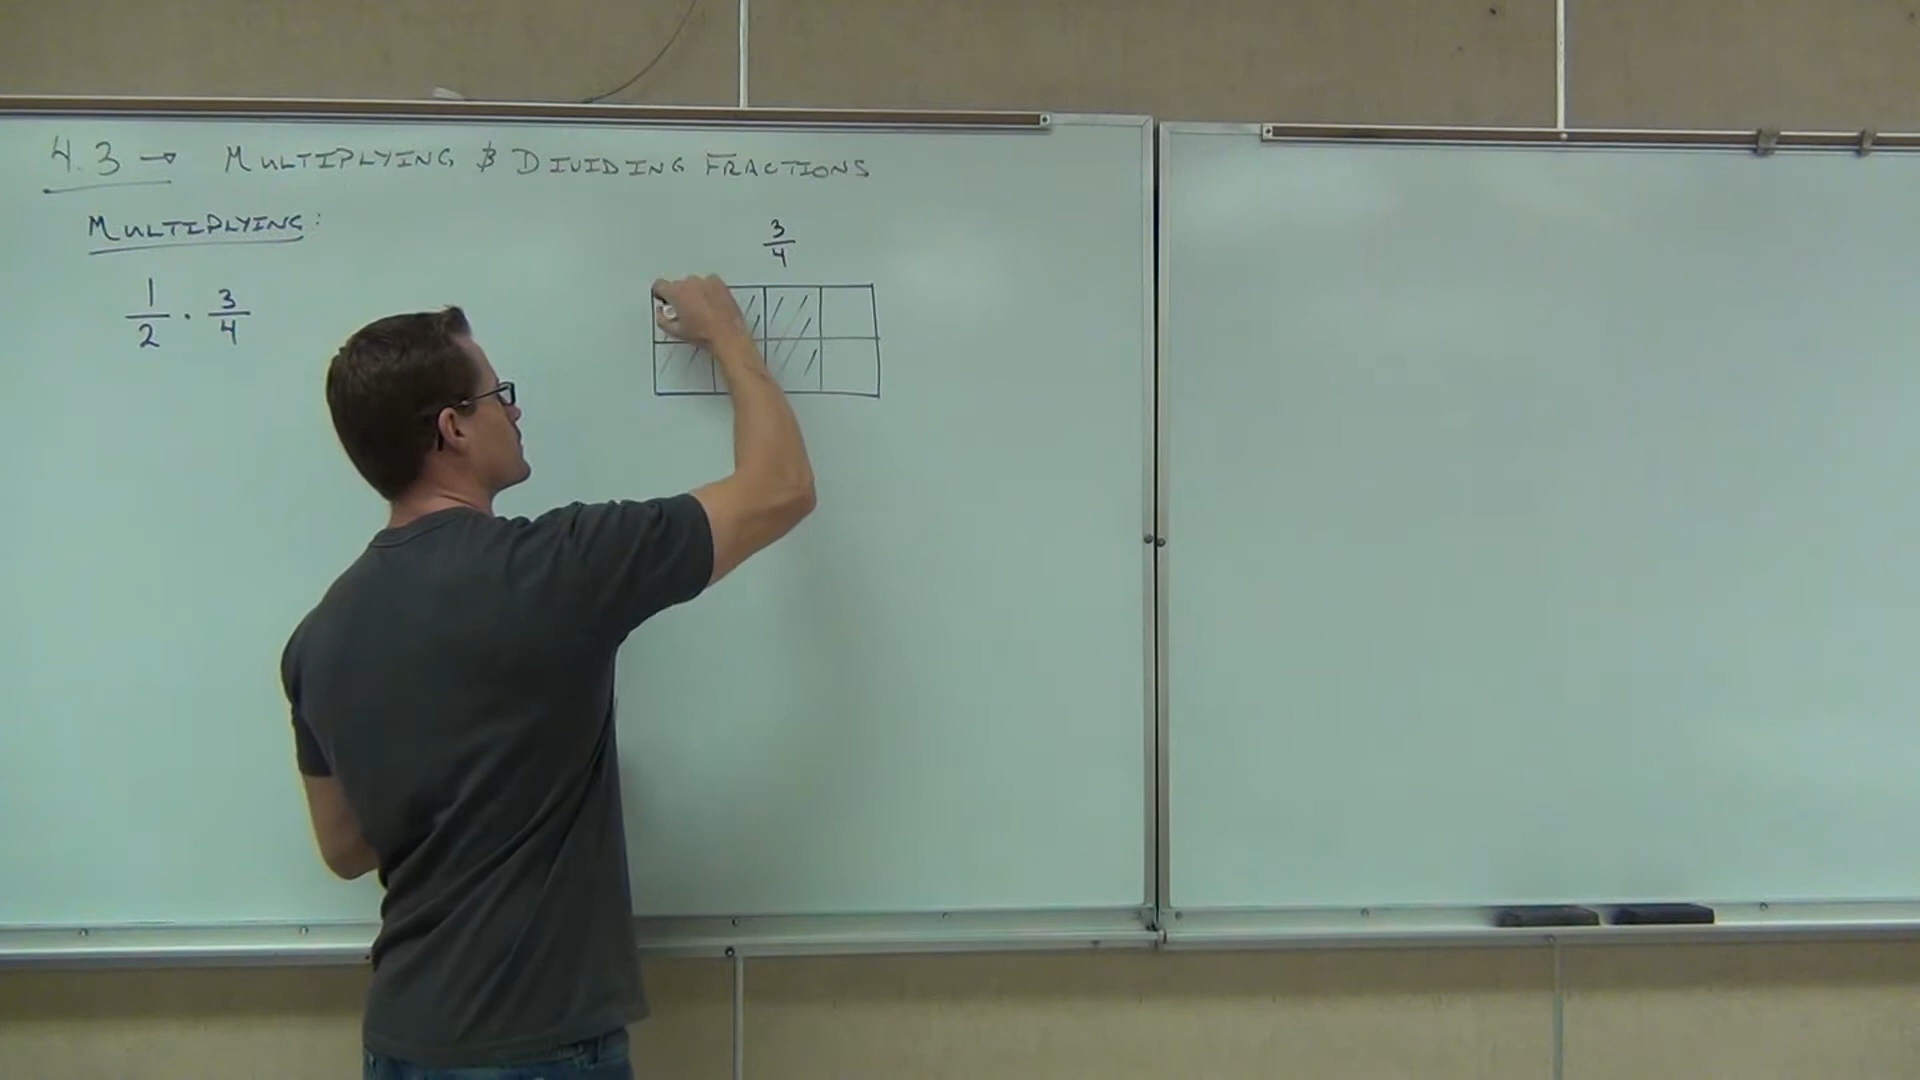 4.3 → MULTIPLYING & DIVIDING FRACTIONS
MULTIPLYING:
3/4
1/2 · 3/4